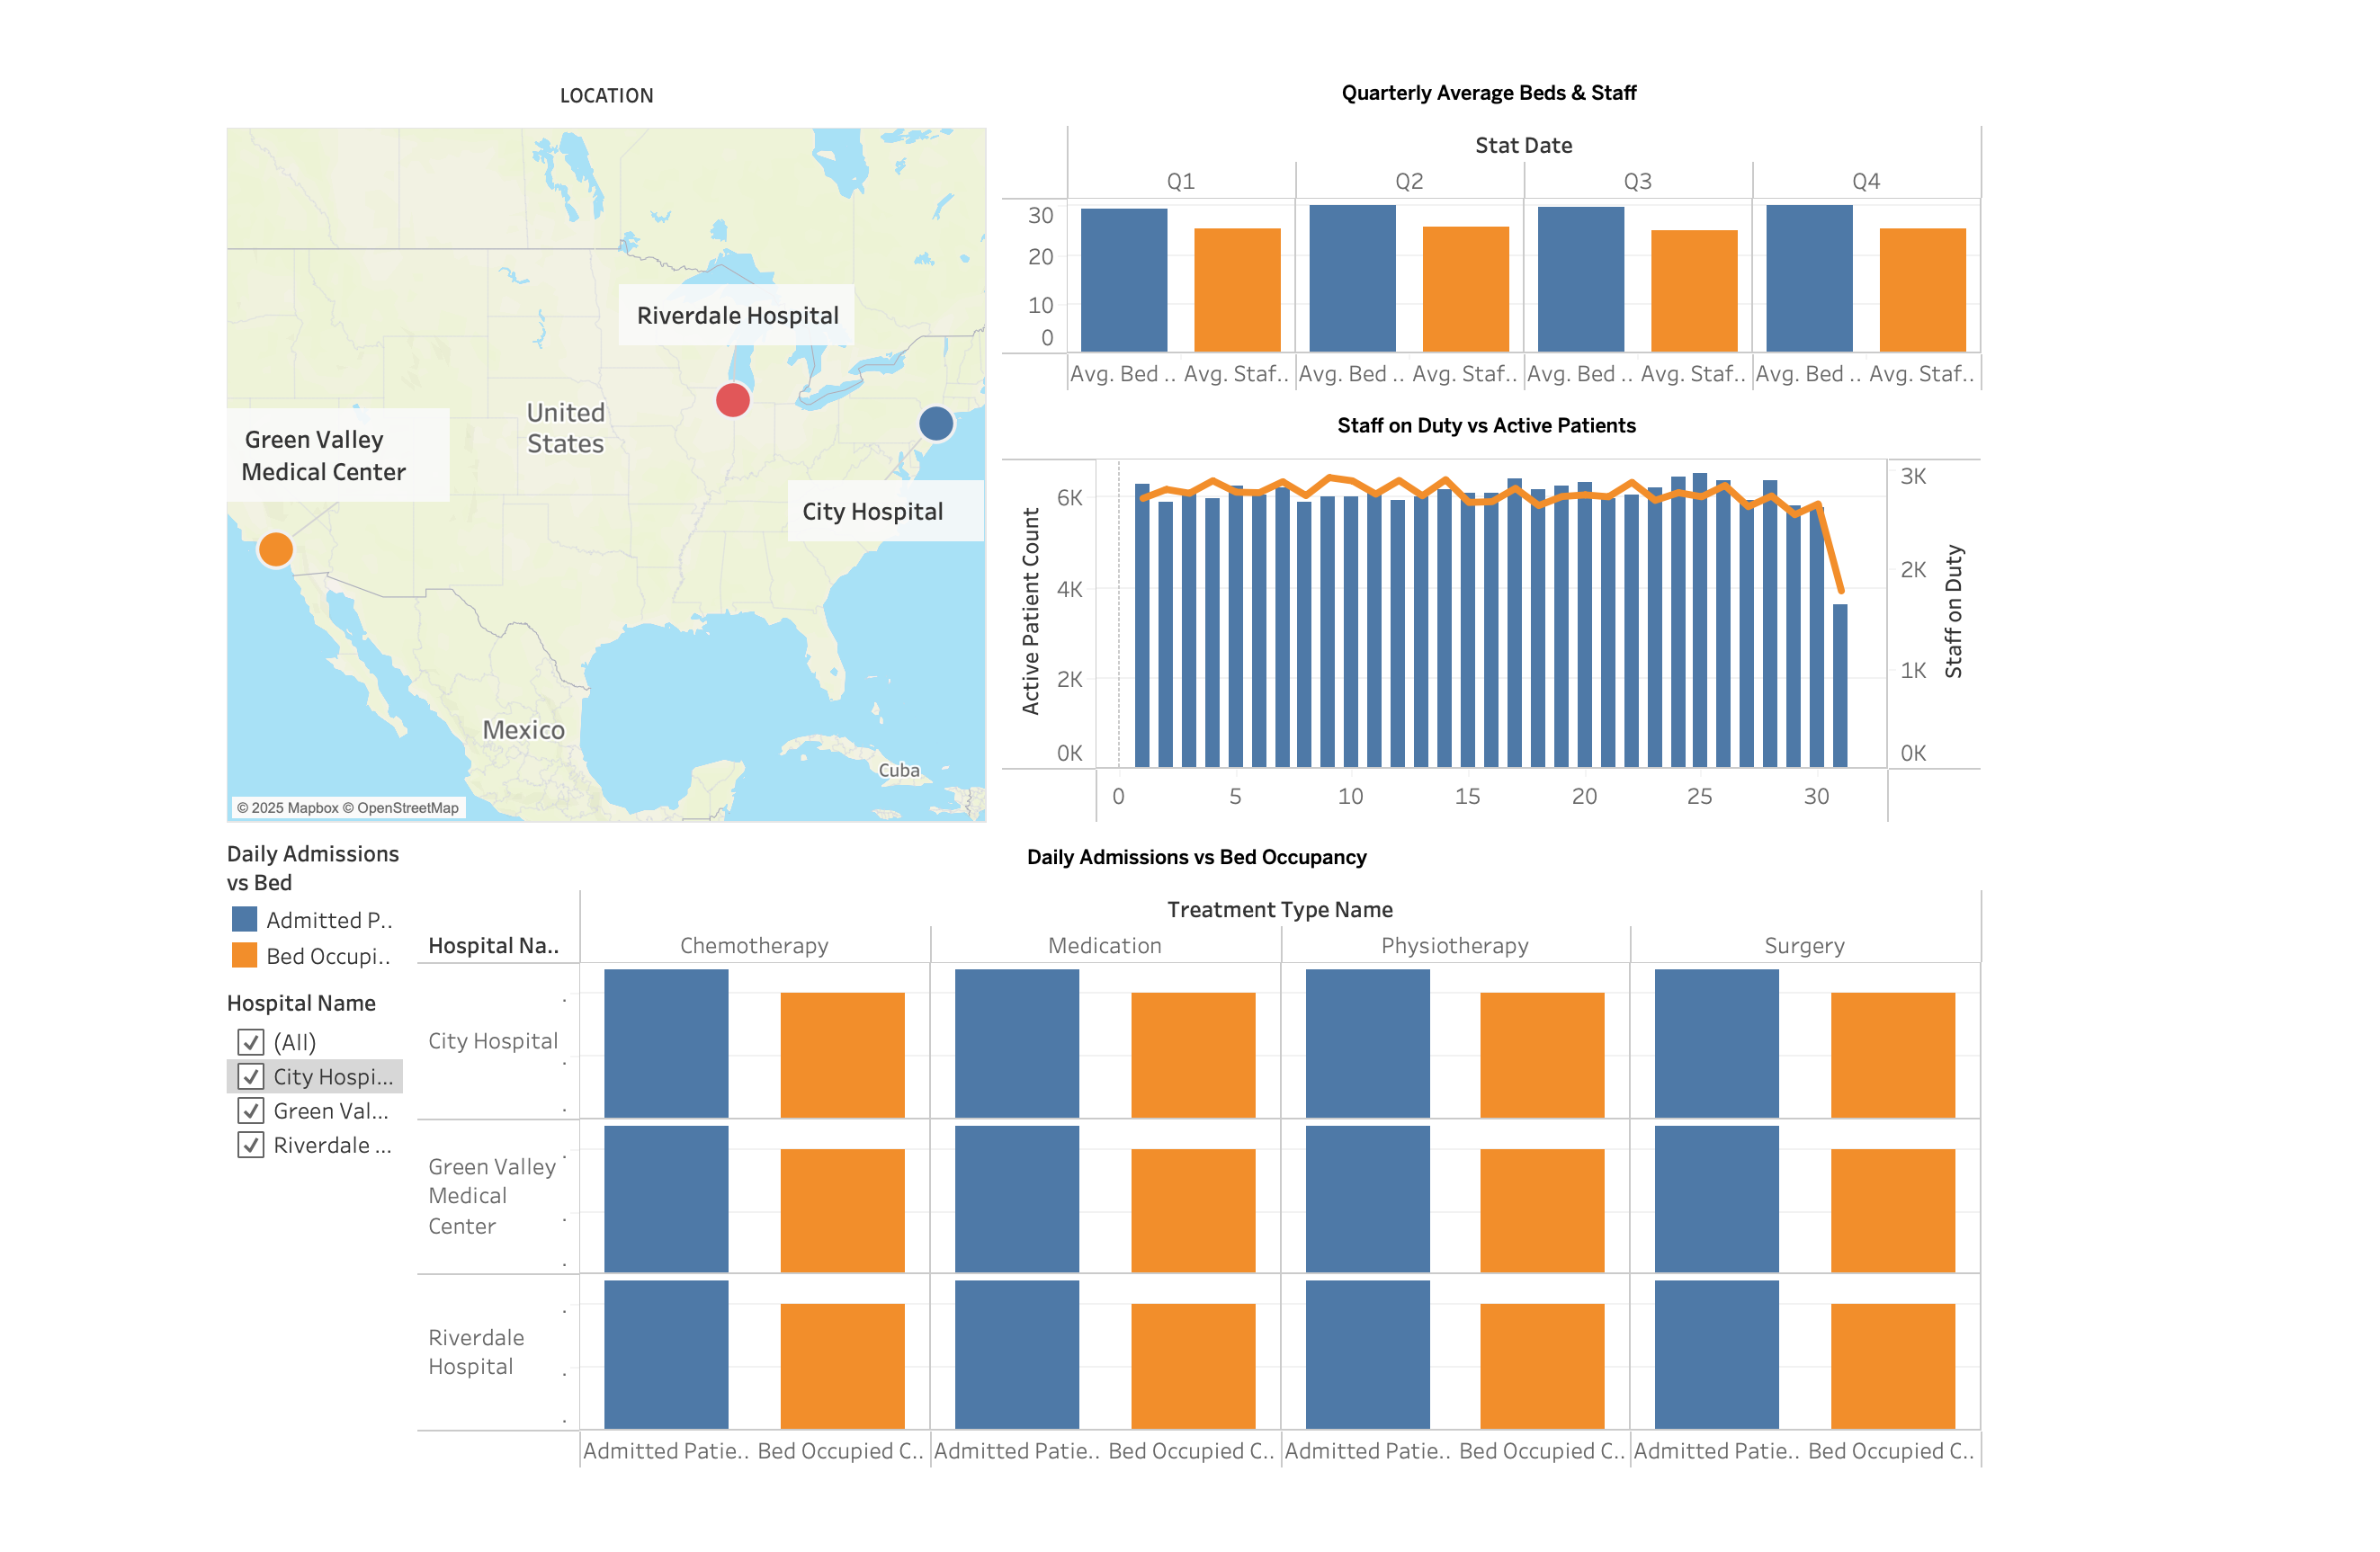 LOCATION
Riverdale Hospital
United
States
Green Valley
Medical Center
City Hospital
Mexico
Cuba
© 2025 Mapbox © OpenStreetMap
Quarterly Average Beds & Staff
Stat Date
Q1 Q2 Q3 Q4
30
20
10
0
Avg. Bed .. Avg. Staf.. Avg. Bed .. Avg. Staf.. Avg. Bed .. Avg. Staf.. Avg. Bed .. Avg. Staf..
Staff on Duty vs Active Patients
Active Patient Count
6K
4K
2K
0K
3K
2K
1K
0K
Staff on Duty
0 5 10 15 20 25 30
Daily Admissions
vs Bed
Admitted P..
Bed Occupi..
Hospital Name
(All)
City Hospi...
Green Val...
Riverdale ...
Daily Admissions vs Bed Occupancy
Treatment Type Name
Hospital Na.. Chemotherapy Medication Physiotherapy Surgery
City Hospital
Green Valley
Medical
Center
Riverdale
Hospital
Admitted Patie.. Bed Occupied C.. Admitted Patie.. Bed Occupied C.. Admitted Patie.. Bed Occupied C.. Admitted Patie.. Bed Occupied C..